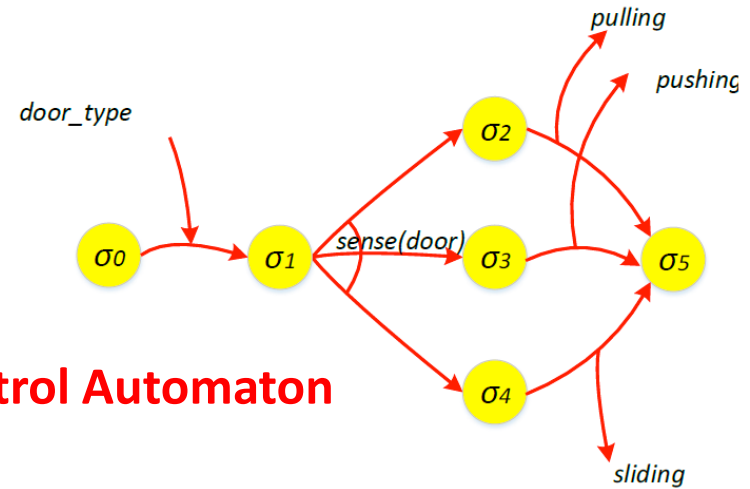 pulling
pushing
door_type
σ2
sense(door)
σ0
σ1
σ3
σ5
trol Automaton
σ4
sliding